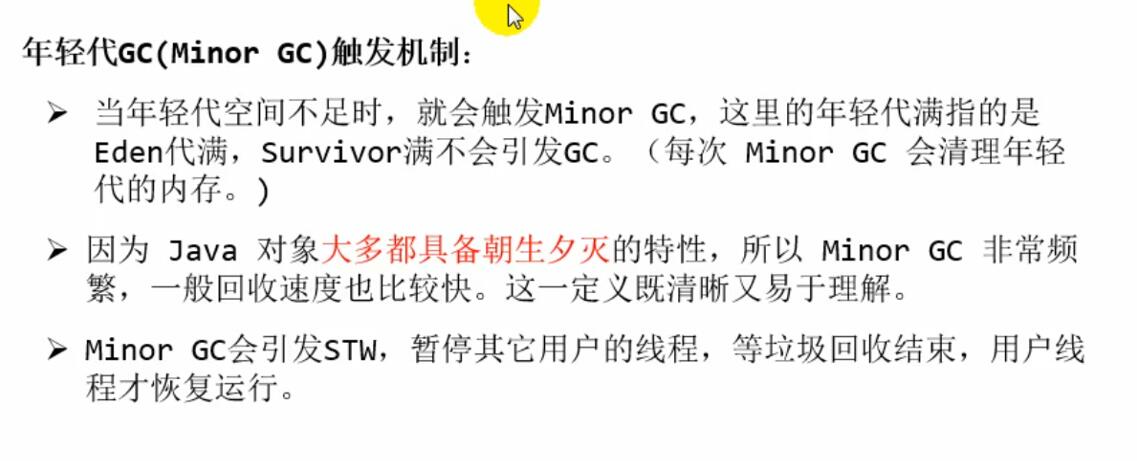 年轻代GC(Minor GC)触发机制：
➢ 当年轻代空间不足时，就会触发Minor GC，这里的年轻代满指的是
Eden代满，Survivor满不会引发GC。（每次 Minor GC 会清理年轻
代的内存。)
➢ 因为 Java 对象大多都具备朝生夕灭的特性，所以 Minor GC 非常频
繁，一般回收速度也比较快。这一定义既清晰又易于理解。
➢ Minor GC会引发STW，暂停其它用户的线程，等垃圾回收结束，用户线
程才恢复运行。